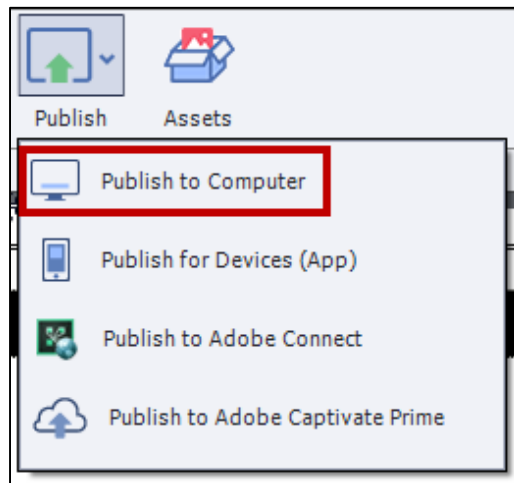 Publish Assets
Publish to Computer
Publish for Devices (App)
Publish to Adobe Connect
Publish to Adobe Captivate Prime